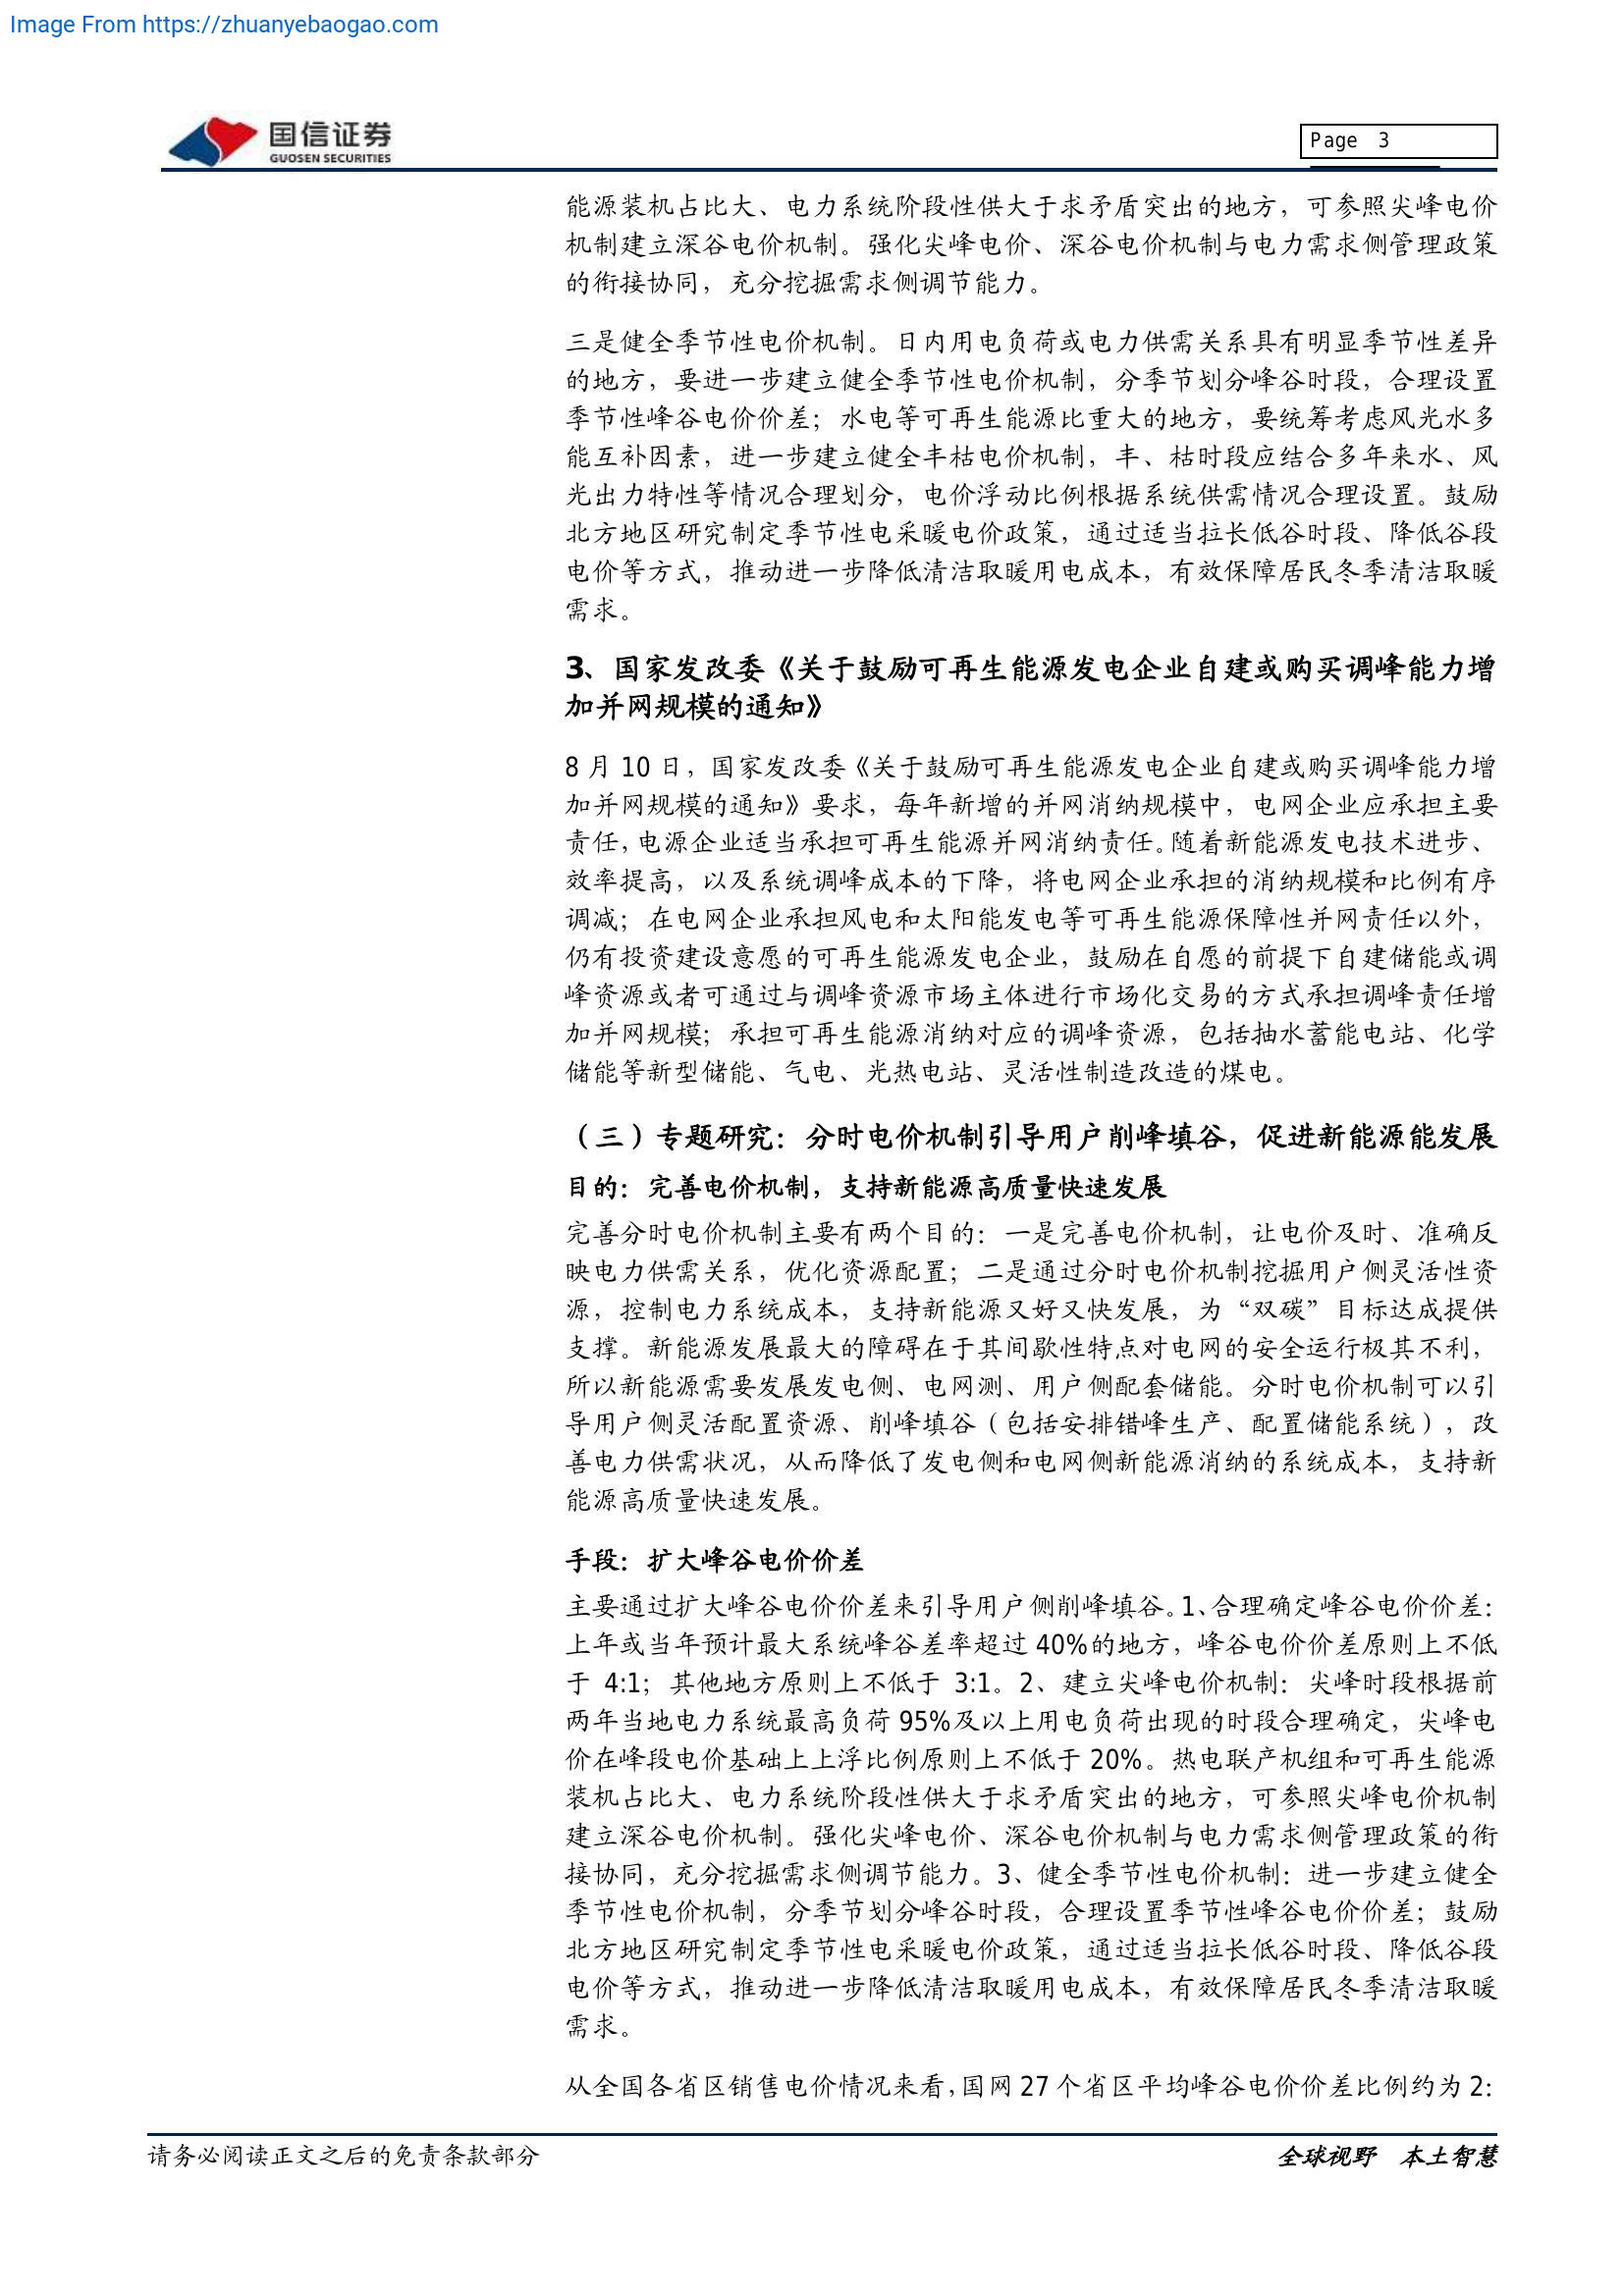 Image From https://zhuanyebaogao.com
国信证券
GUOSEN SECURITIES
Page 3
能源装机占比大、电力系统阶段性供大于求矛盾突出的地方，可参照尖峰电价
机制建立深谷电价机制。强化尖峰电价、深谷电价机制与电力需求侧管理政策
的衔接协同，充分挖掘需求侧调节能力。
三是健全季节性电价机制。日内用电负荷或电力供需关系具有明显季节性差异
的地方，要进一步建立健全季节性电价机制，分季节划分峰谷时段，合理设置
季节性峰谷电价价差；水电等可再生能源比重大的地方，要统筹考虑风光水多
能互补因素，进一步建立健全丰枯电价机制，丰、枯时段应结合多年来水、风
光出力特性等情况合理划分，电价浮动比例根据系统供需情况合理设置。鼓励
北方地区研究制定季节性电采暖电价政策，通过适当拉长低谷时段、降低谷段
电价等方式，推动进一步降低清洁取暖用电成本，有效保障居民冬季清洁取暖
需求。
3、国家发改委《关于鼓励可再生能源发电企业自建或购买调峰能力增
加并网规模的通知》
8 月 10 日，国家发改委《关于鼓励可再生能源发电企业自建或购买调峰能力增
加并网规模的通知》要求，每年新增的并网消纳规模中，电网企业应承担主要
责任，电源企业适当承担可再生能源并网消纳责任。随着新能源发电技术进步、
效率提高，以及系统调峰成本的下降，将电网企业承担的消纳规模和比例有序
调减；在电网企业承担风电和太阳能发电等可再生能源保障性并网责任以外，
仍有投资建设意愿的可再生能源发电企业，鼓励在自愿的前提下自建储能或调
峰资源或者可通过与调峰资源市场主体进行市场化交易的方式承担调峰责任增
加并网规模；承担可再生能源消纳对应的调峰资源，包括抽水蓄能电站、化学
储能等新型储能、气电、光热电站、灵活性制造改造的煤电。
（三）专题研究：分时电价机制引导用户削峰填谷，促进新能源能发展
目的：完善电价机制，支持新能源高质量快速发展
完善分时电价机制主要有两个目的：一是完善电价机制，让电价及时、准确反
映电力供需关系，优化资源配置；二是通过分时电价机制挖掘用户侧灵活性资
源，控制电力系统成本，支持新能源又好又快发展，为“双碳”目标达成提供
支撑。新能源发展最大的障碍在于其间歇性特点对电网的安全运行极其不利，
所以新能源需要发展发电侧、电网测、用户侧配套储能。分时电价机制可以引
导用户侧灵活配置资源、削峰填谷（包括安排错峰生产、配置储能系统），改
善电力供需状况，从而降低了发电侧和电网侧新能源消纳的系统成本，支持新
能源高质量快速发展。
手段：扩大峰谷电价价差
主要通过扩大峰谷电价价差来引导用户侧削峰填谷。1、合理确定峰谷电价价差：
上年或当年预计最大系统峰谷差率超过 40%的地方，峰谷电价价差原则上不低
于 4:1；其他地方原则上不低于 3:1。2、建立尖峰电价机制：尖峰时段根据前
两年当地电力系统最高负荷 95%及以上用电负荷出现的时段合理确定，尖峰电
价在峰段电价基础上上浮比例原则上不低于 20%。热电联产机组和可再生能源
装机占比大、电力系统阶段性供大于求矛盾突出的地方，可参照尖峰电价机制
建立深谷电价机制。强化尖峰电价、深谷电价机制与电力需求侧管理政策的衔
接协同，充分挖掘需求侧调节能力。3、健全季节性电价机制：进一步建立健全
季节性电价机制，分季节划分峰谷时段，合理设置季节性峰谷电价价差；鼓励
北方地区研究制定季节性电采暖电价政策，通过适当拉长低谷时段、降低谷段
电价等方式，推动进一步降低清洁取暖用电成本，有效保障居民冬季清洁取暖
需求。
从全国各省区销售电价情况来看，国网 27 个省区平均峰谷电价价差比例约为 2:
请务必阅读正文之后的免责条款部分
全球视野 本土智慧